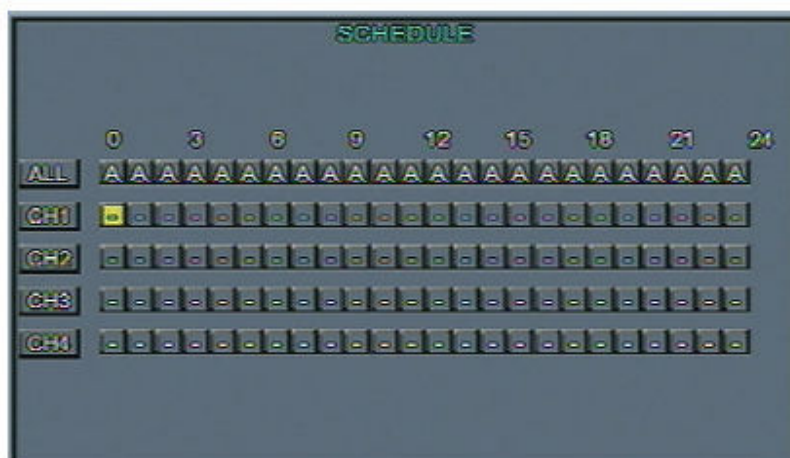 SCHEDULE
0 3 6 9 12 15 18 21 24
ALL A A A A A A A A A A A A A A A A A A A A A A A A
CH1 - - - - - - - - - - - - - - - - - - - - - - - -
CH2 - - - - - - - - - - - - - - - - - - - - - - - -
CH3 - - - - - - - - - - - - - - - - - - - - - - - -
CH4 - - - - - - - - - - - - - - - - - - - - - - - -